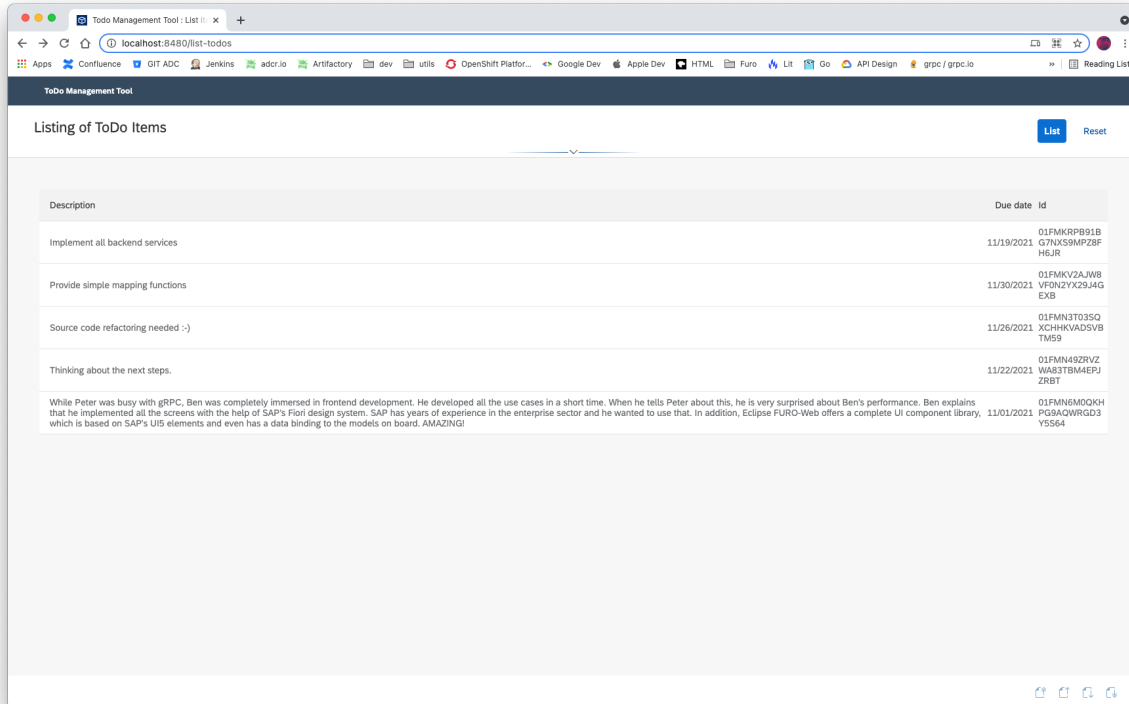 Todo Management Tool : List It
localhost:8480/list-todos
Apps Confluence GIT ADC Jenkins adcr.io Artifactory dev utils OpenShift Platfor... Google Dev Apple Dev HTML Furo Lit Go API Design grpc / grpc.io » Reading List
ToDo Management Tool
Listing of ToDo Items
List Reset
Description Due date Id
Implement all backend services 11/19/2021 01FMKRPB91B
G7NXS9MPZ8F
H6JR
Provide simple mapping functions 11/30/2021 01FMKV2AJW8
VF0N2YX29J4G
EXB
Source code refactoring needed :-) 11/26/2021 01FMN3T03SQ
XCHHKVADSVB
TM59
Thinking about the next steps. 11/22/2021 01FMN49ZRVZ
WA83TBM4EPJ
ZRBT
While Peter was busy with gRPC, Ben was completely immersed in frontend development. He developed all the use cases in a short time. When he tells Peter about this, he is very surprised about Ben's performance. Ben explains
that he implemented all the screens with the help of SAP's Fiori design system. SAP has years of experience in the enterprise sector and he wanted to use that. In addition, Eclipse FURO-Web offers a complete UI component library,
which is based on SAP's UI5 elements and even has a data binding to the models on board. AMAZING!
11/01/2021 01FMN6M0QKH
PG9AQWRGD3
Y5S64